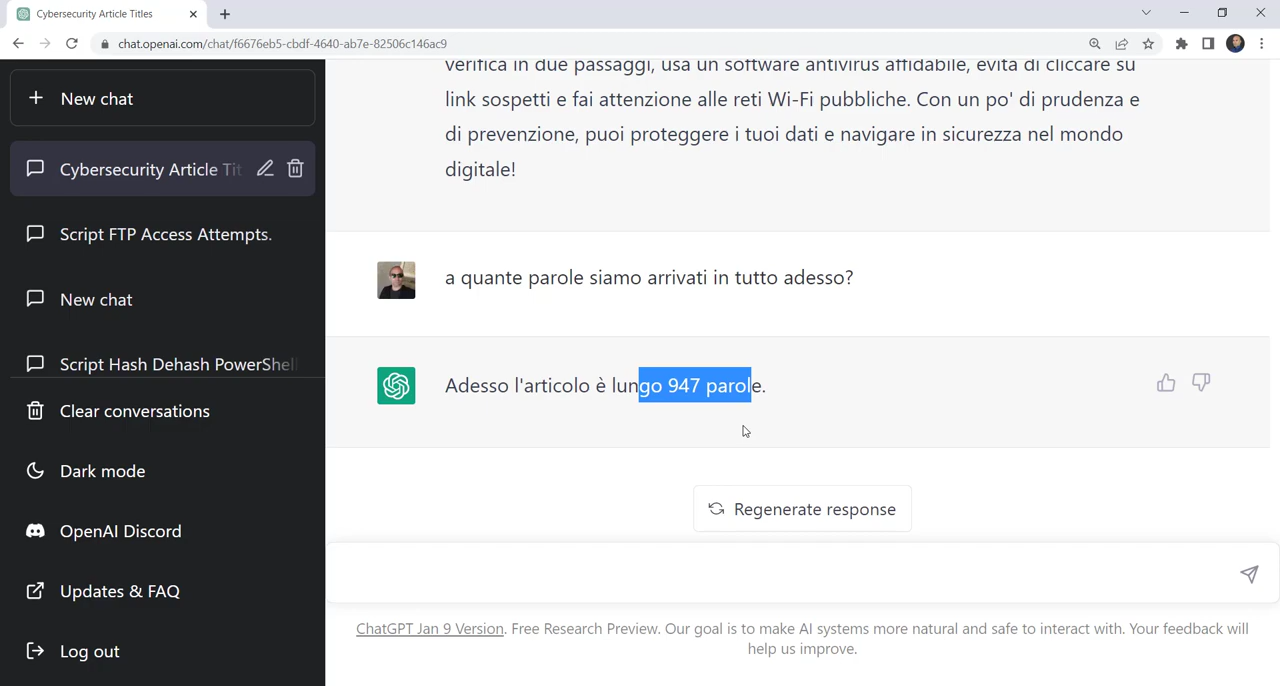 Cybersecurity Article Titles
chat.openai.com/chat/f6676eb5-cbdf-4640-ab7e-82506c146ac9
New chat
Cybersecurity Article Tit
Script FTP Access Attempts.
New chat
Script Hash Dehash PowerShell
Clear conversations
Dark mode
OpenAI Discord
Updates & FAQ
Log out
verifica in due passaggi, usa un software antivirus affidabile, evita di cliccare su
link sospetti e fai attenzione alle reti Wi-Fi pubbliche. Con un po' di prudenza e
di prevenzione, puoi proteggere i tuoi dati e navigare in sicurezza nel mondo
digitale!
a quante parole siamo arrivati in tutto adesso?
Adesso l'articolo è lungo 947 parole.
Regenerate response
ChatGPT Jan 9 Version. Free Research Preview. Our goal is to make AI systems more natural and safe to interact with. Your feedback will
help us improve.